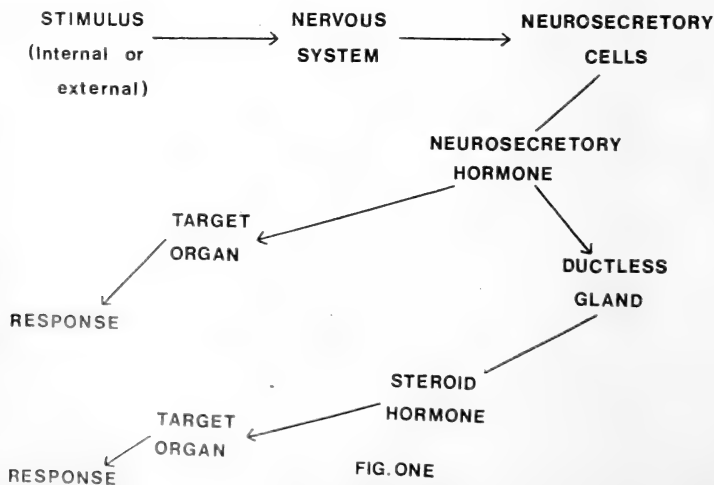 STIMULUS
(Internal or
external)
NERVOUS
SYSTEM
NEUROSECRETORY
CELLS
NEUROSECRETORY
HORMONE
TARGET
ORGAN
DUCTLESS
GLAND
RESPONSE
STEROID
HORMONE
TARGET
ORGAN
RESPONSE
FIG.ONE